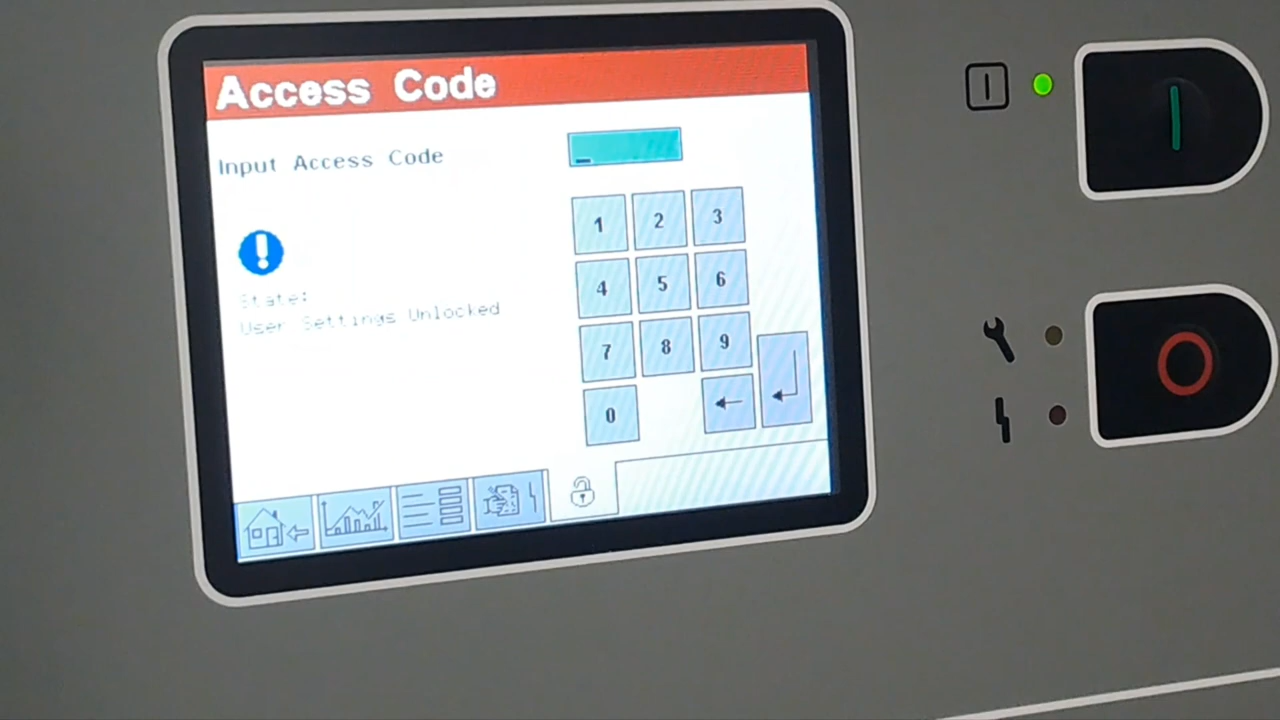 Access Code
Input Access Code
1 2 3
4 5 6
7 8 9
0
State:
User Settings Unlocked